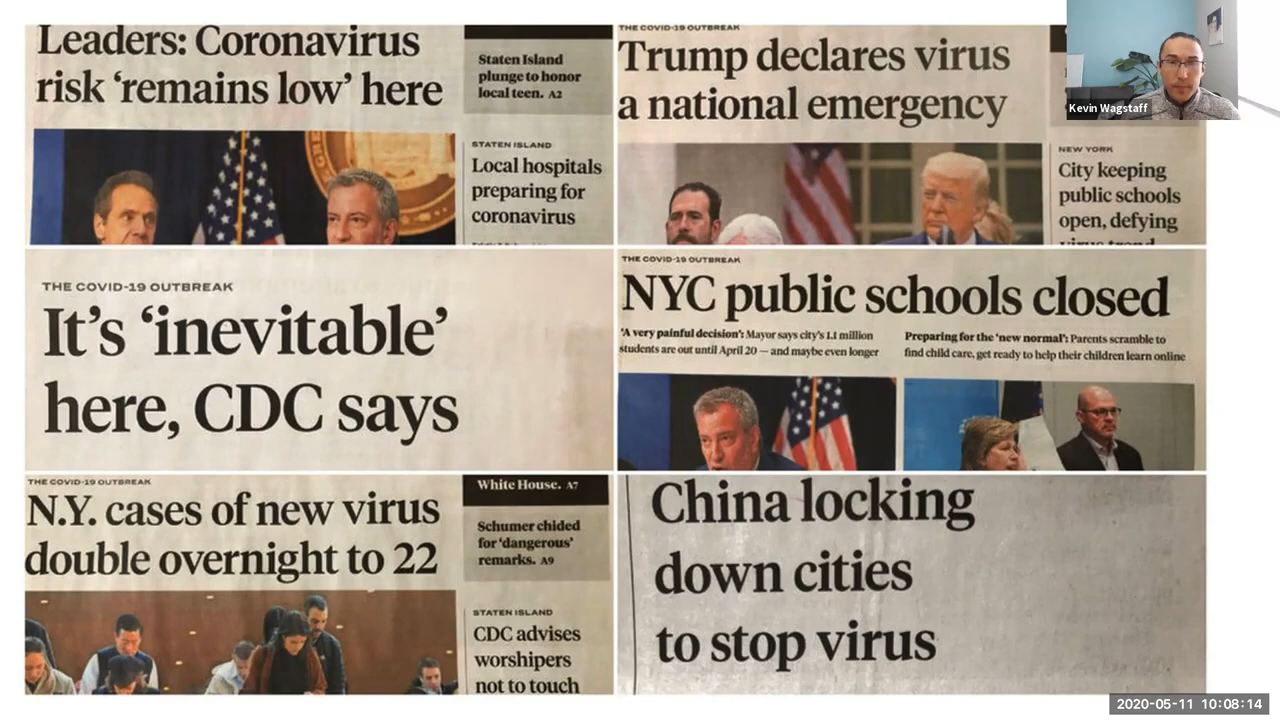 Leaders: Coronavirus
risk ‘remains low’ here
Staten Island
plunge to honor
local teen. A2
STATEN ISLAND
Local hospitals
preparing for
coronavirus
THE COVID-19 OUTBREAK
Trump declares virus
a national emergency
NEW YORK
City keeping
public schools
open, defying
virus trend
Kevin Wagstaff
THE COVID-19 OUTBREAK
It’s ‘inevitable’
here, CDC says
THE COVID-19 OUTBREAK
NYC public schools closed
‘A very painful decision’: Mayor says city’s 1.1 million
students are out until April 20 — and maybe even longer
Preparing for the ‘new normal’: Parents scramble to
find child care, get ready to help their children learn online
THE COVID-19 OUTBREAK
N.Y. cases of new virus
double overnight to 22
White House. A7
Schumer chided
for ‘dangerous’
remarks. A9
STATEN ISLAND
CDC advises
worshipers
not to touch
China locking
down cities
to stop virus
2020-05-11 10:08:14